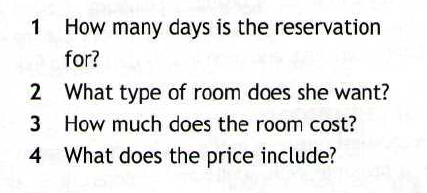 1 How many days is the reservation
for?
2 What type of room does she want?
3 How much does the room cost?
4 What does the price include?